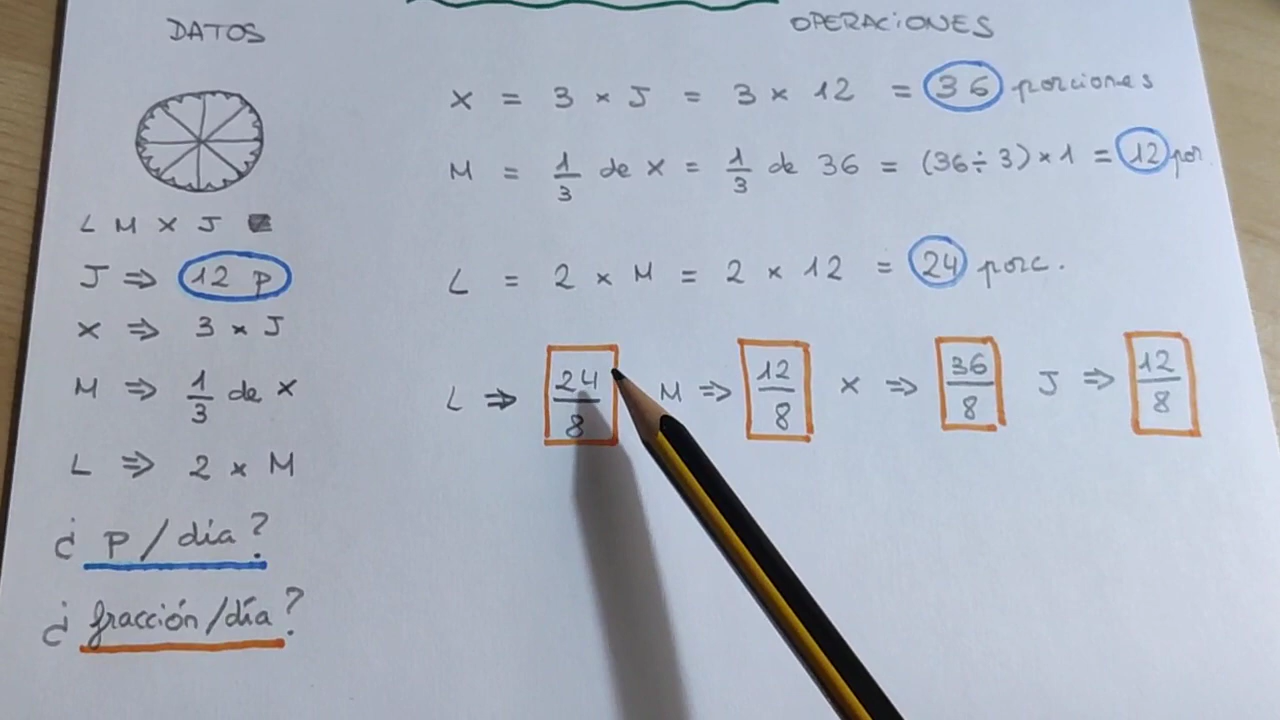 DATOS
L M X J
J ⇒ 12 p
X ⇒ 3 × J
M ⇒ 1/3 de X
L ⇒ 2 × M
¿ P / día?
¿ fracción/día?
OPERACIONES
X = 3 × J = 3 × 12 = 36 porciones
M = 1/3 de X = 1/3 de 36 = (36÷3)×1 = 12 por.
L = 2 × M = 2 × 12 = 24 porc.
L ⇒ 24/8 M ⇒ 12/8 X ⇒ 36/8 J ⇒ 12/8